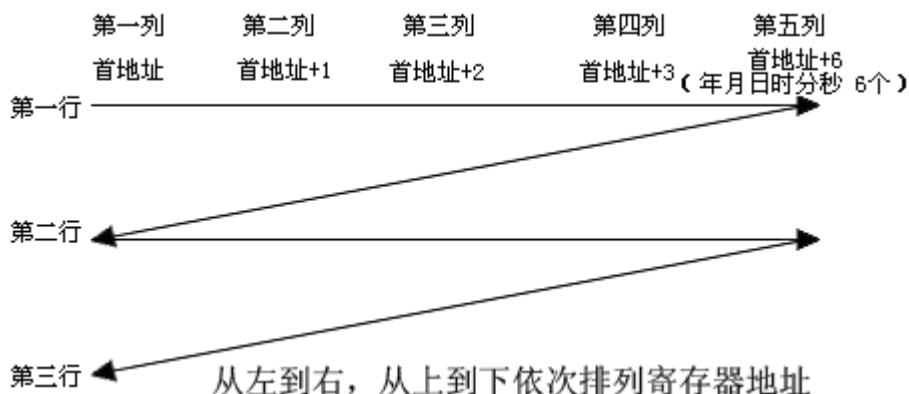 第一列 第二列 第三列 第四列 第五列
首地址 首地址+1 首地址+2 首地址+3 首地址+6
(年月日时分秒 6个)
第一行
第二行
第三行
从左到右，从上到下依次排列寄存器地址